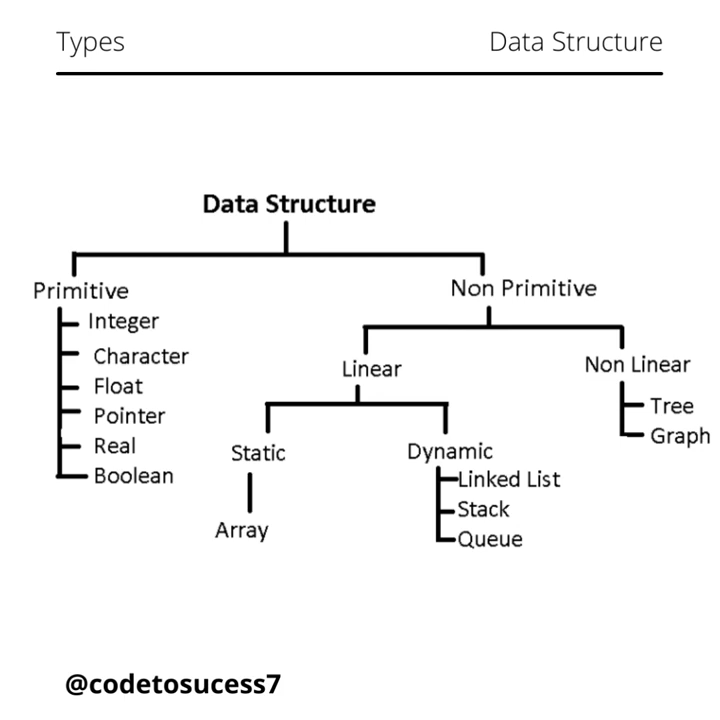 Types Data Structure
Data Structure
Primitive
Integer
Character
Float
Pointer
Real
Boolean
Non Primitive
Linear
Static
Array
Dynamic
Linked List
Stack
Queue
Non Linear
Tree
Graph
@codetosucess7